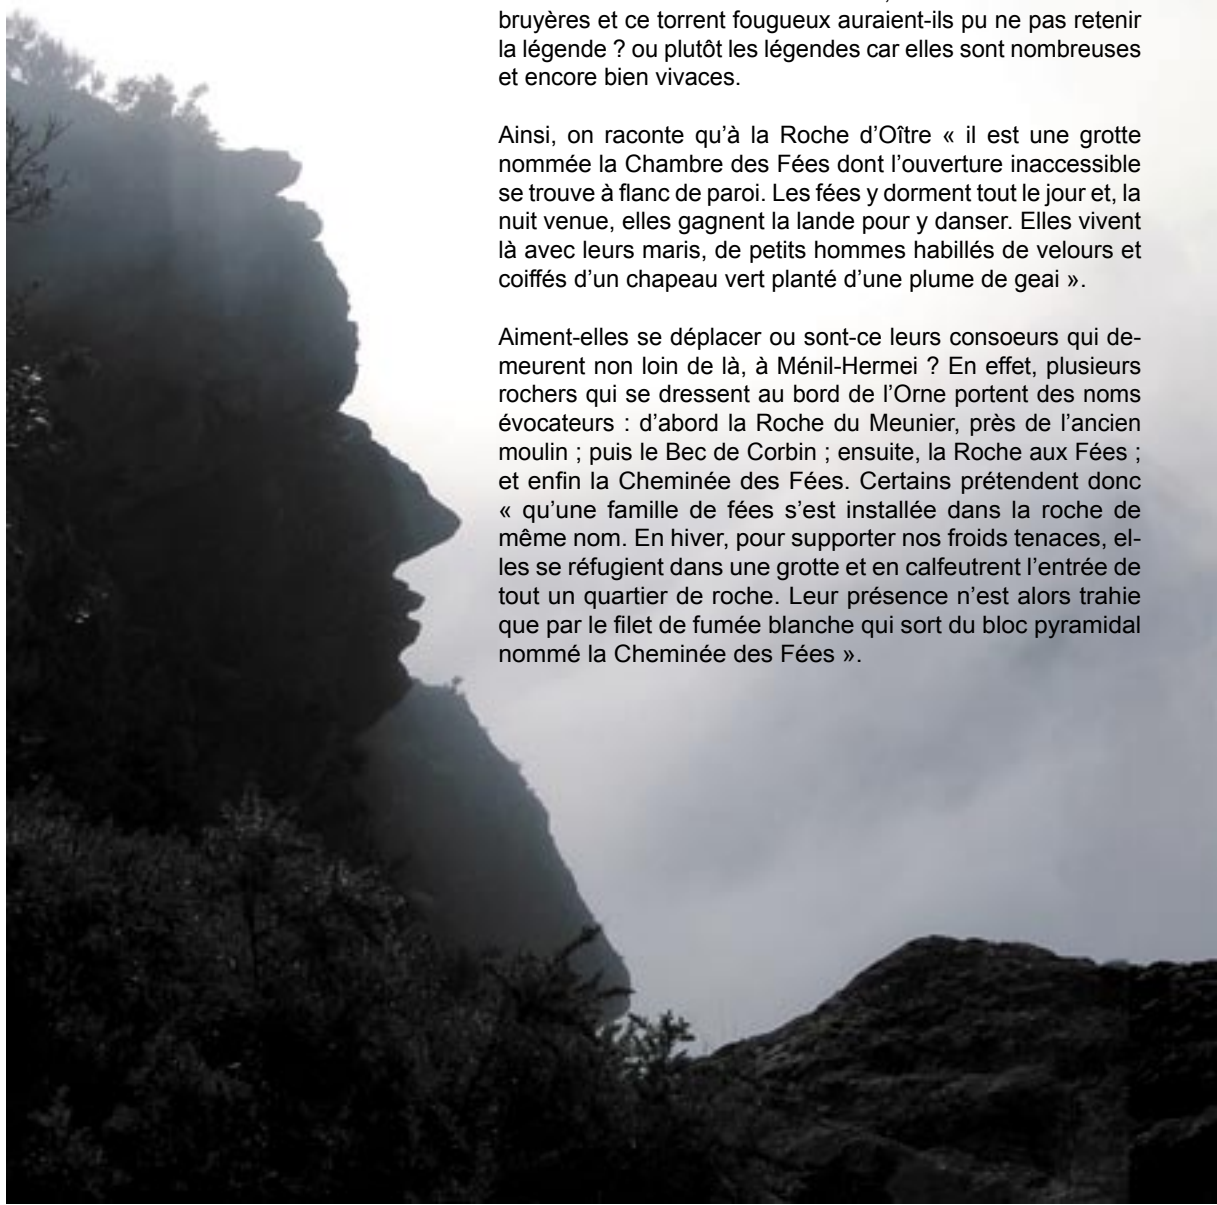 bruyères et ce torrent fougueux auraient-ils pu ne pas retenir
la légende ? ou plutôt les légendes car elles sont nombreuses
et encore bien vivaces.
Ainsi, on raconte qu’à la Roche d’Oître « il est une grotte
nommée la Chambre des Fées dont l’ouverture inaccessible
se trouve à flanc de paroi. Les fées y dorment tout le jour et, la
nuit venue, elles gagnent la lande pour y danser. Elles vivent
là avec leurs maris, de petits hommes habillés de velours et
coiffés d’un chapeau vert planté d’une plume de geai ».
Aiment-elles se déplacer ou sont-ce leurs consoeurs qui de-
meurent non loin de là, à Ménil-Hermei ? En effet, plusieurs
rochers qui se dressent au bord de l’Orne portent des noms
évocateurs : d’abord la Roche du Meunier, près de l’ancien
moulin ; puis le Bec de Corbin ; ensuite, la Roche aux Fées ;
et enfin la Cheminée des Fées. Certains prétendent donc
« qu’une famille de fées s’est installée dans la roche de
même nom. En hiver, pour supporter nos froids tenaces, el-
les se réfugient dans une grotte et en calfeutrent l’entrée de
tout un quartier de roche. Leur présence n’est alors trahie
que par le filet de fumée blanche qui sort du bloc pyramidal
nommé la Cheminée des Fées ».